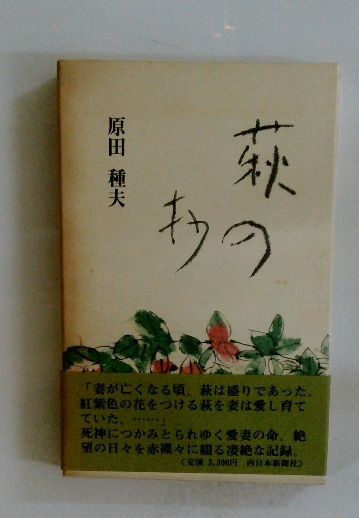 萩の
抄
原田 種夫
「妻が亡くなる頃、萩は盛りであった。
紅紫色の花をつける萩を妻は愛し育て
ていた。……」
死神につかみとられゆく愛妻の命、絶
望の日々を赤裸々に綴る凄絶な記録。
<定価 3,300円 西日本新聞社>